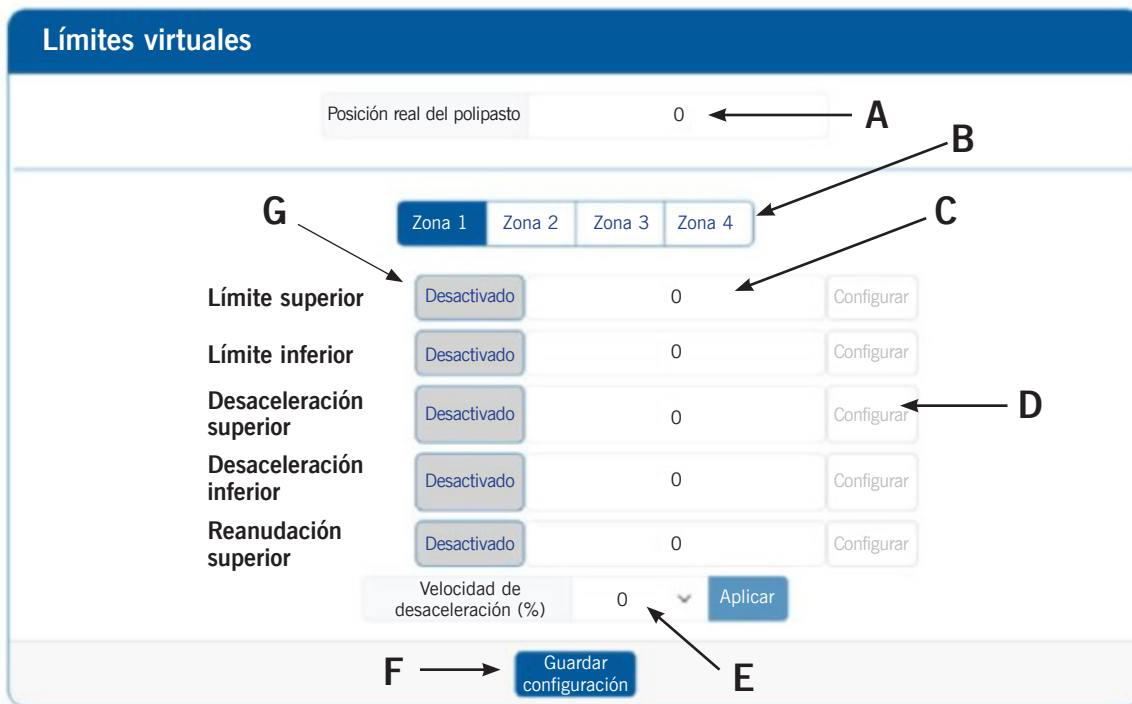 Límites virtuales
Posición real del polipasto 0 A
B
G Zona 1 Zona 2 Zona 3 Zona 4 C
Límite superior Desactivado 0 Configurar
Límite inferior Desactivado 0 Configurar
Desaceleración
superior Desactivado 0 Configurar D
Desaceleración
inferior Desactivado 0 Configurar
Reanudación
superior Desactivado 0 Configurar
Velocidad de
desaceleración (%) 0 Aplicar
F Guardar
configuración E